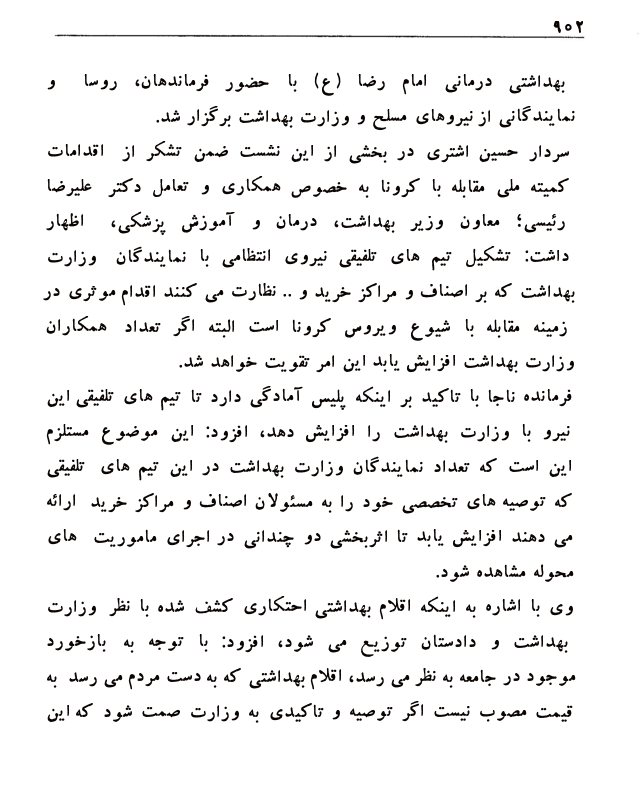 ۹۰۲
بهداشتی درمانی امام رضا (ع) با حضور فرماندهان، روسا و
نمایندگانی از نیروهای مسلح و وزارت بهداشت برگزار شد.
سردار حسین اشتری در بخشی از این نشست ضمن تشکر از اقدامات
کمیته ملی مقابله با کرونا به خصوص همکاری و تعامل دکتر علیرضا
رئیسی؛ معاون وزیر بهداشت، درمان و آموزش پزشکی، اظهار
داشت: تشکیل تیم های تلفیقی نیروی انتظامی با نمایندگان وزارت
بهداشت که بر اصناف و مراکز خرید و .. نظارت می کنند اقدام موثری در
زمینه مقابله با شیوع ویروس کرونا است البته اگر تعداد همکاران
وزارت بهداشت افزایش یابد این امر تقویت خواهد شد.
فرمانده ناجا با تاکید بر اینکه پلیس آمادگی دارد تا تیم های تلفیقی این
نیرو با وزارت بهداشت را افزایش دهد، افزود: این موضوع مستلزم
این است که تعداد نمایندگان وزارت بهداشت در این تیم های تلفیقی
که توصیه های تخصصی خود را به مسئولان اصناف و مراکز خرید ارائه
می دهند افزایش یابد تا اثربخشی دو چندانی در اجرای ماموریت های
محوله مشاهده شود.
وی با اشاره به اینکه اقلام بهداشتی احتکاری کشف شده با نظر وزارت
بهداشت و دادستان توزیع می شود، افزود: با توجه به بازخورد
موجود در جامعه به نظر می رسد، اقلام بهداشتی که به دست مردم می رسد به
قیمت مصوب نیست اگر توصیه و تاکیدی به وزارت صمت شود که این